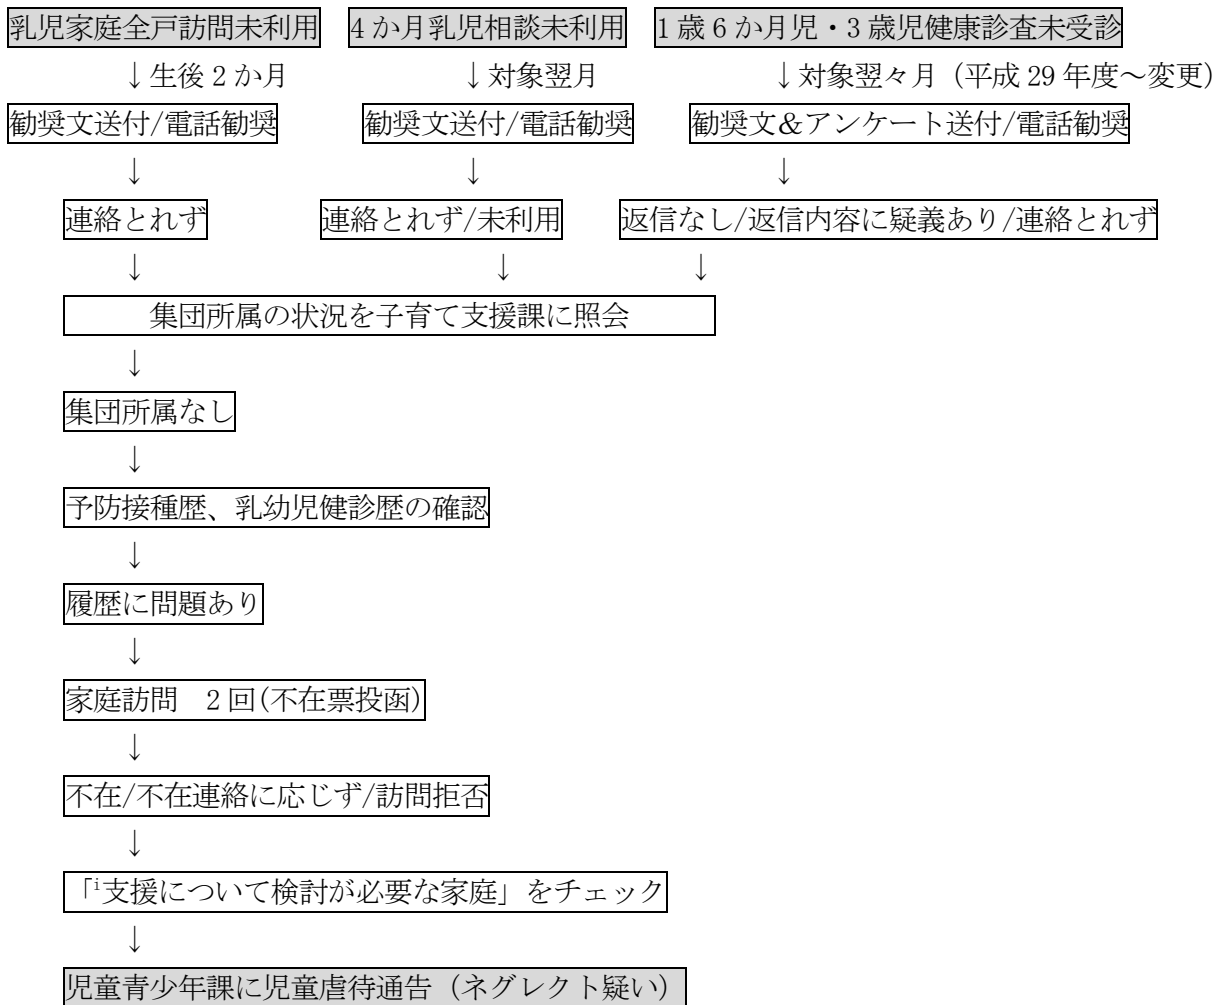 乳児家庭全戸訪問未利用 4か月乳児相談未利用 1歳6か月児・3歳児健康診査未受診
↓生後2か月 ↓対象翌月 ↓対象翌々月（平成29年度～変更）
勧奨文送付/電話勧奨 勧奨文送付/電話勧奨 勧奨文&アンケート送付/電話勧奨
↓ ↓ ↓
連絡とれず 連絡とれず/未利用 返信なし/返信内容に疑義あり/連絡とれず
↓ ↓ ↓
集団所属の状況を子育て支援課に照会
↓
集団所属なし
↓
予防接種歴、乳幼児健診歴の確認
↓
履歴に問題あり
↓
家庭訪問　2回(不在票投函)
↓
不在/不在連絡に応じず/訪問拒否
↓
「i支援について検討が必要な家庭」をチェック
↓
児童青少年課に児童虐待通告（ネグレクト疑い）